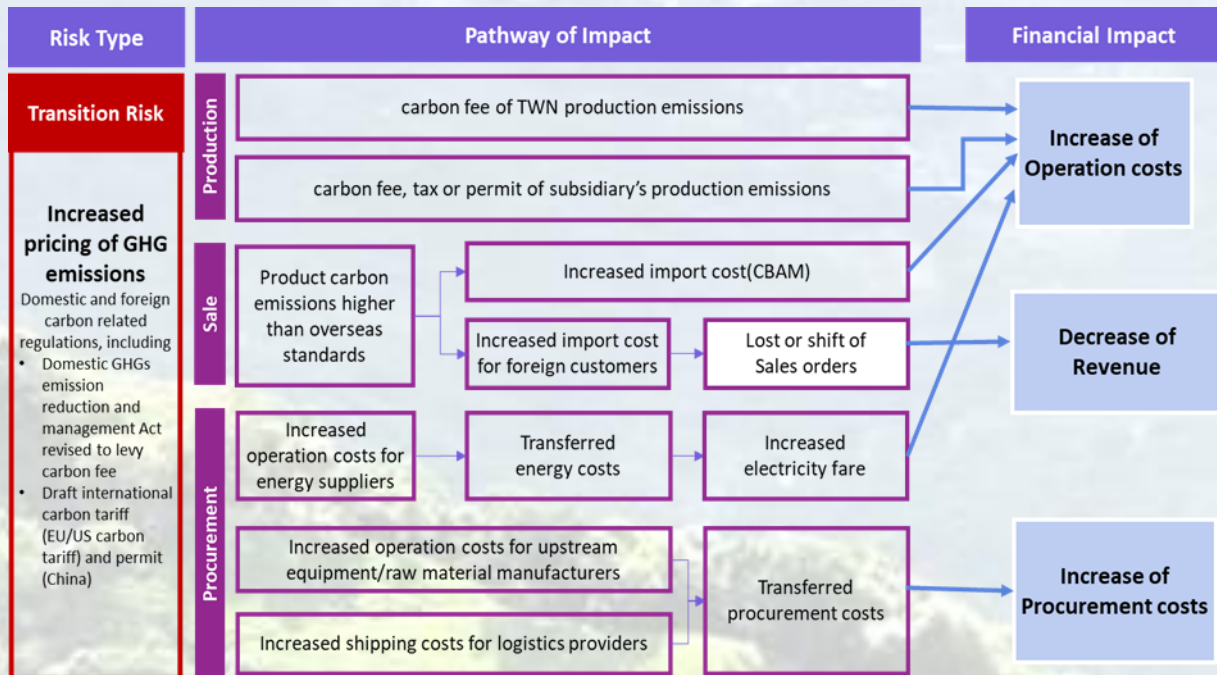 Risk Type
Pathway of Impact
Financial Impact
Transition Risk
Increased
pricing of GHG
emissions
Domestic and foreign
carbon related
regulations, including
• Domestic GHGs
emission
reduction and
management Act
revised to levy
carbon fee
• Draft international
carbon tariff
(EU/US carbon
tariff) and permit
(China)
Production
carbon fee of TWN production emissions
carbon fee, tax or permit of subsidiary's production emissions
Sale
Product carbon
emissions higher
than overseas
standards
Increased import cost(CBAM)
Increased import cost
for foreign customers
Lost or shift of
Sales orders
Procurement
Increased
operation costs for
energy suppliers
Transferred
energy costs
Increased
electricity fare
Increased operation costs for upstream
equipment/raw material manufacturers
Increased shipping costs for logistics providers
Transferred
procurement costs
Increase of
Operation costs
Decrease of
Revenue
Increase of
Procurement costs